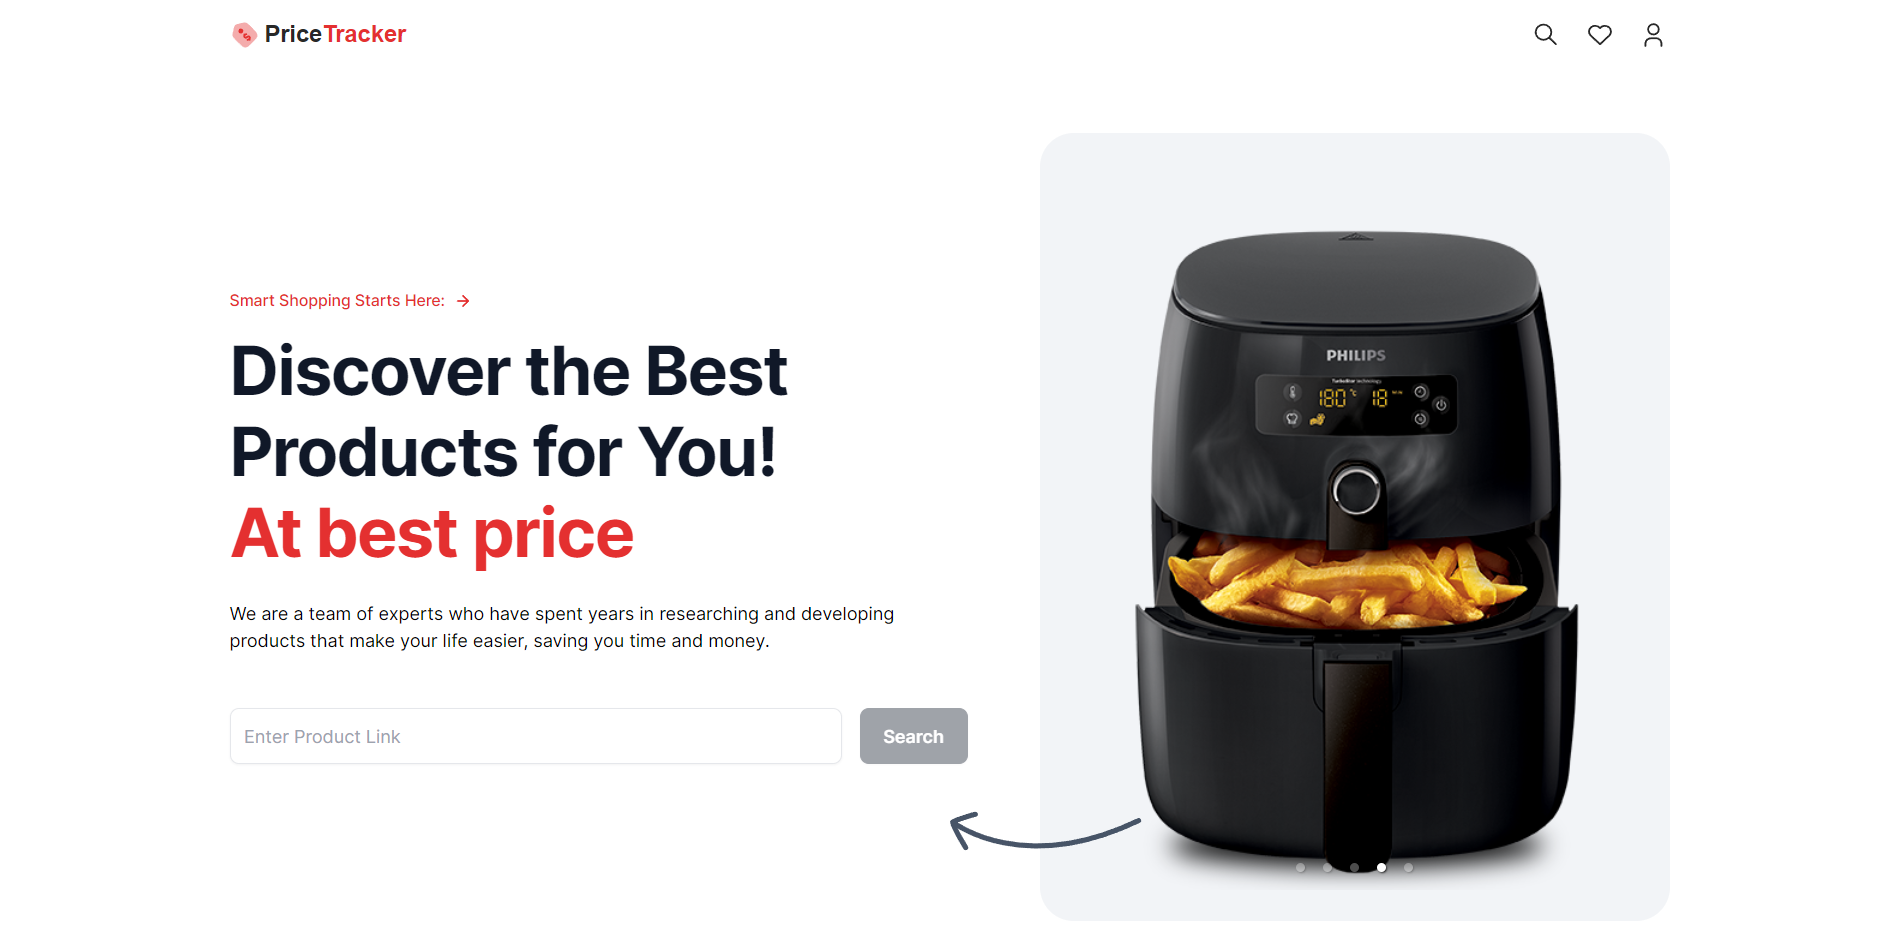 PriceTracker
Smart Shopping Starts Here:
Discover the Best
Products for You!
At best price
We are a team of experts who have spent years in researching and developing
products that make your life easier, saving you time and money.
Enter Product Link
Search
PHILIPS
TurboStar technology
180 °C 18